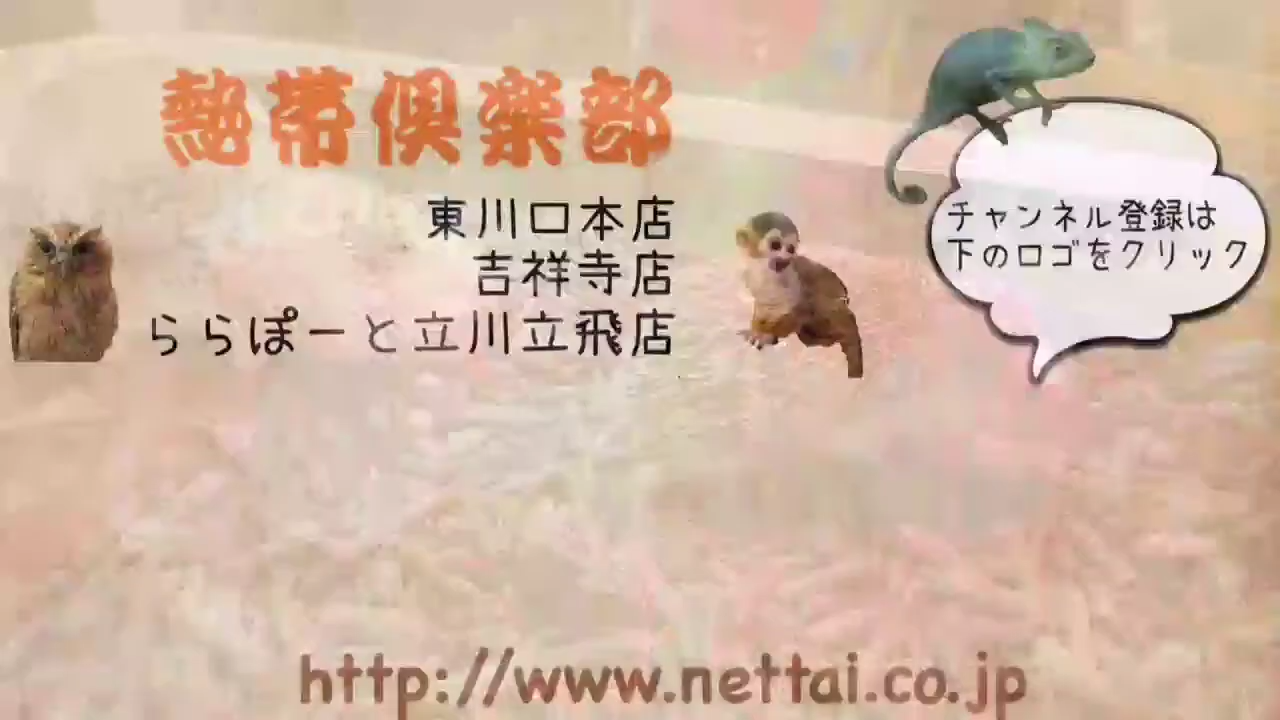 熱帯倶楽部
東川口本店
吉祥寺店
ららぽーと立川立飛店
チャンネル登録は
下のロゴをクリック
http://www.nettai.co.jp